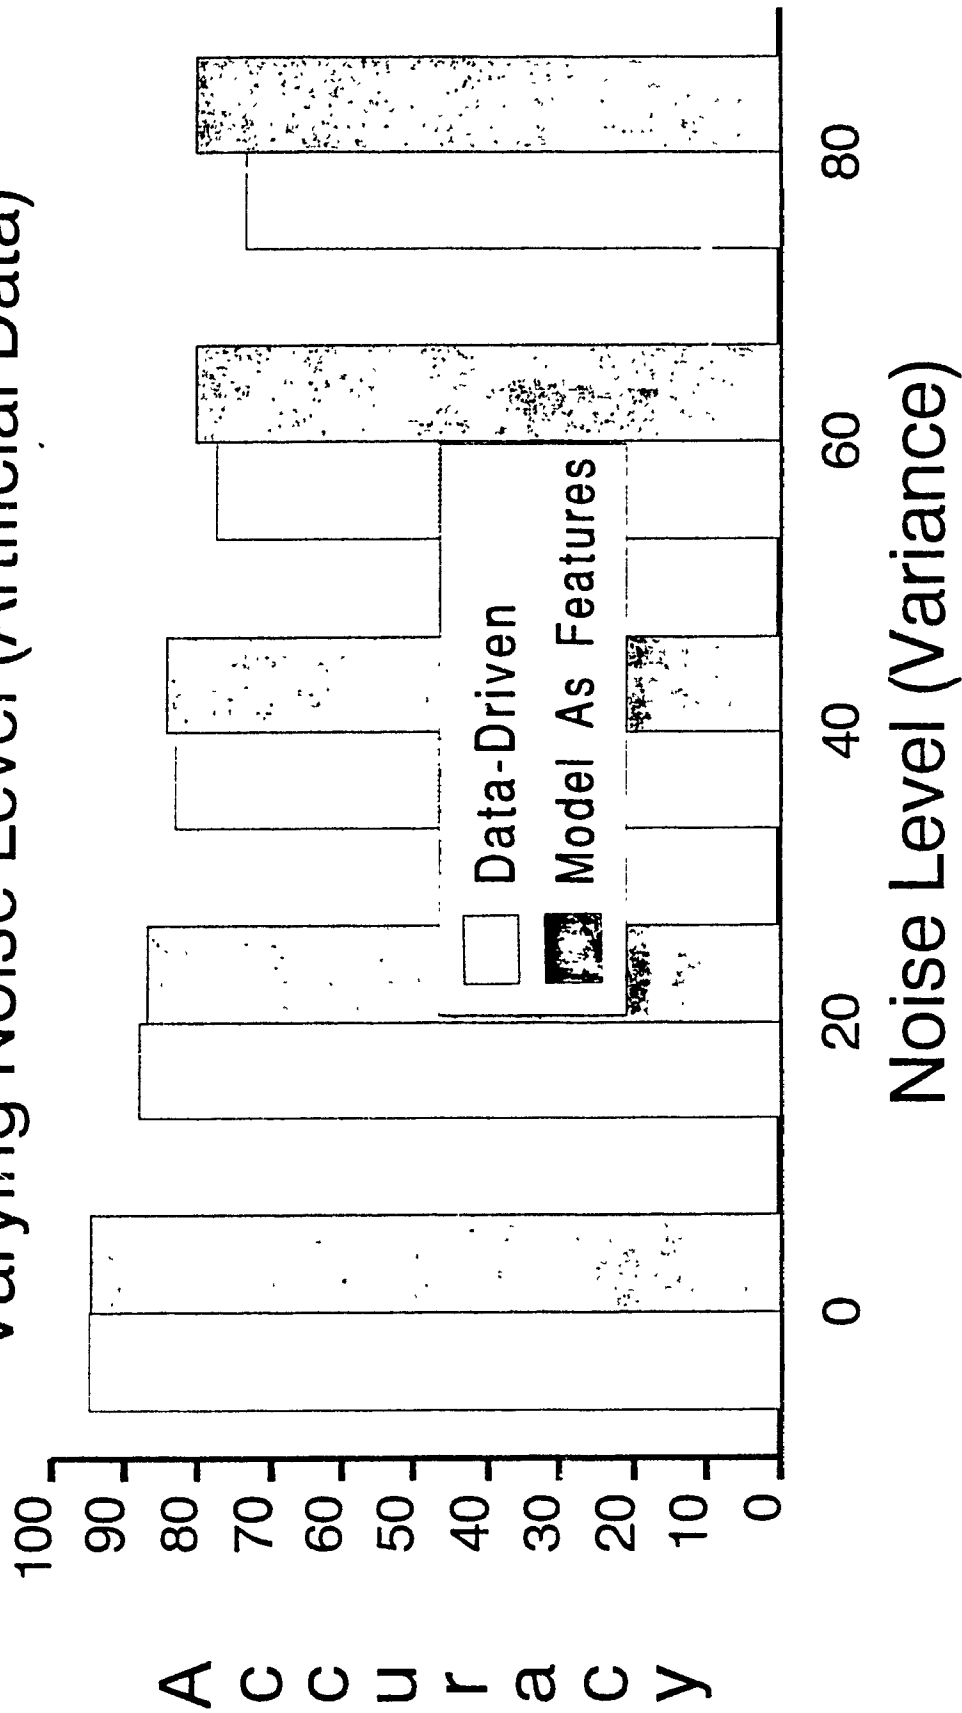 Varying Noise Level (Artificial Data)
Accuracy
100
90
80
70
60
50
40
30
20
10
0
Data-Driven
Model As Features
0 20 40 60 80
Noise Level (Variance)